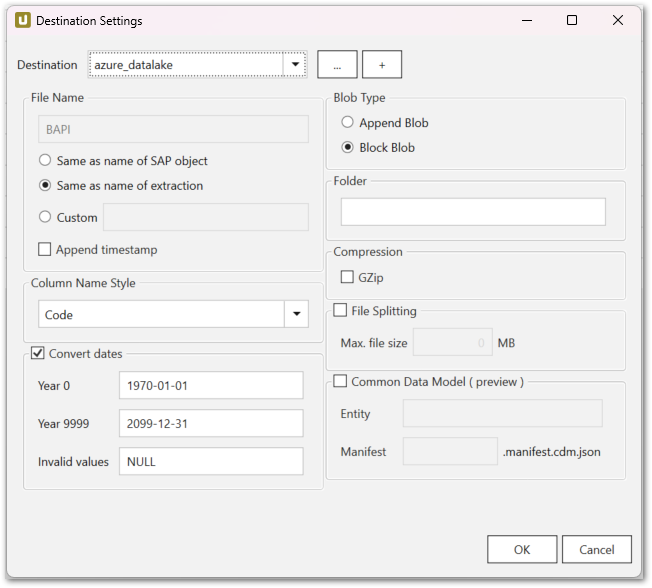 Destination Settings
Destination
azure_datalake
...
+
File Name
BAPI
Same as name of SAP object
Same as name of extraction
Custom
Append timestamp
Column Name Style
Code
Convert dates
Year 0
1970-01-01
Year 9999
2099-12-31
Invalid values
NULL
Blob Type
Append Blob
Block Blob
Folder
Compression
GZip
File Splitting
Max. file size
0
MB
Common Data Model ( preview )
Entity
Manifest
.manifest.cdm.json
OK
Cancel